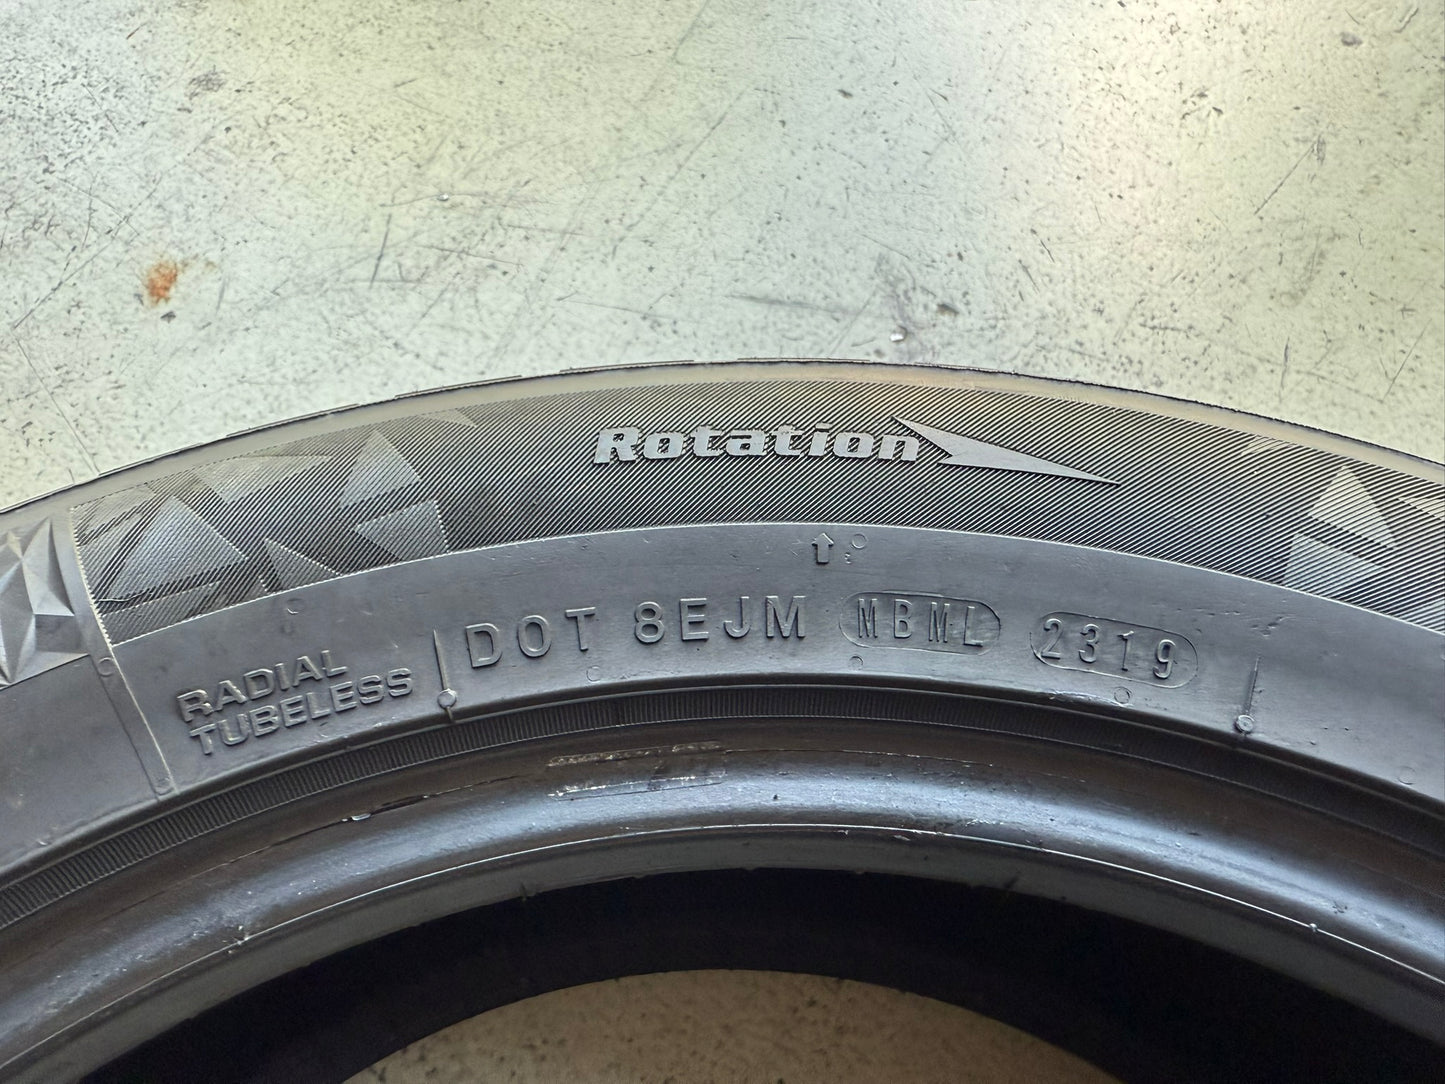 Rotation
RADIAL
TUBELESS
DOT 8EJM MBML 2319